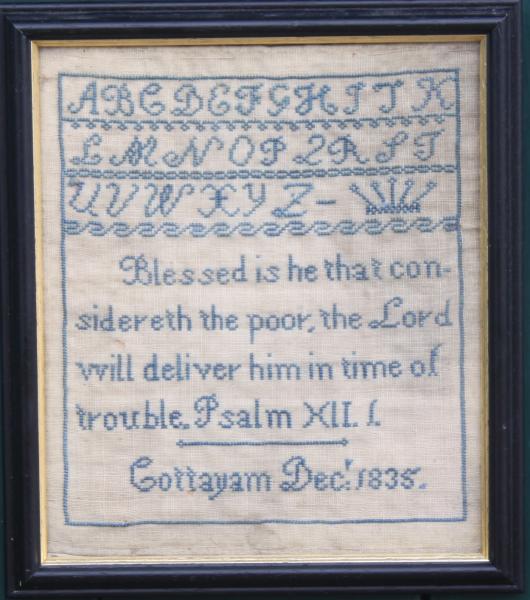 ABCDEFGHIJK
LMNOPQRST
UVWXYZ-
Blessed is he that con-
sidereth the poor, the Lord
will deliver him in time of
trouble. Psalm XLI. I.
Cottayam Decr. 1835.